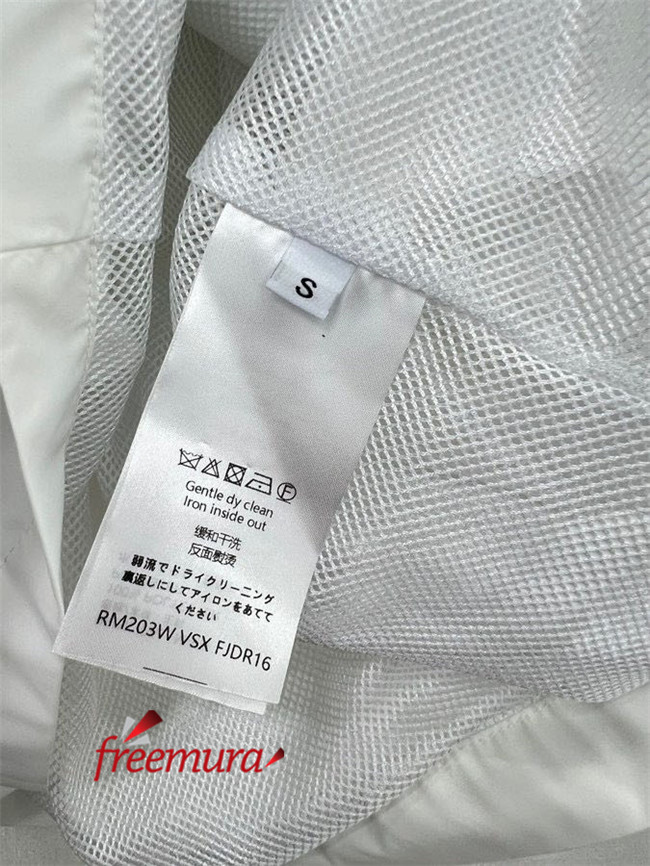 S
F
Gentle dy clean
Iron inside out
缓和干洗
反面熨烫
弱流でドライクリーニング
裏返しにしてアイロンをあてて
ください
RM203W VSX FJDR16
freemura